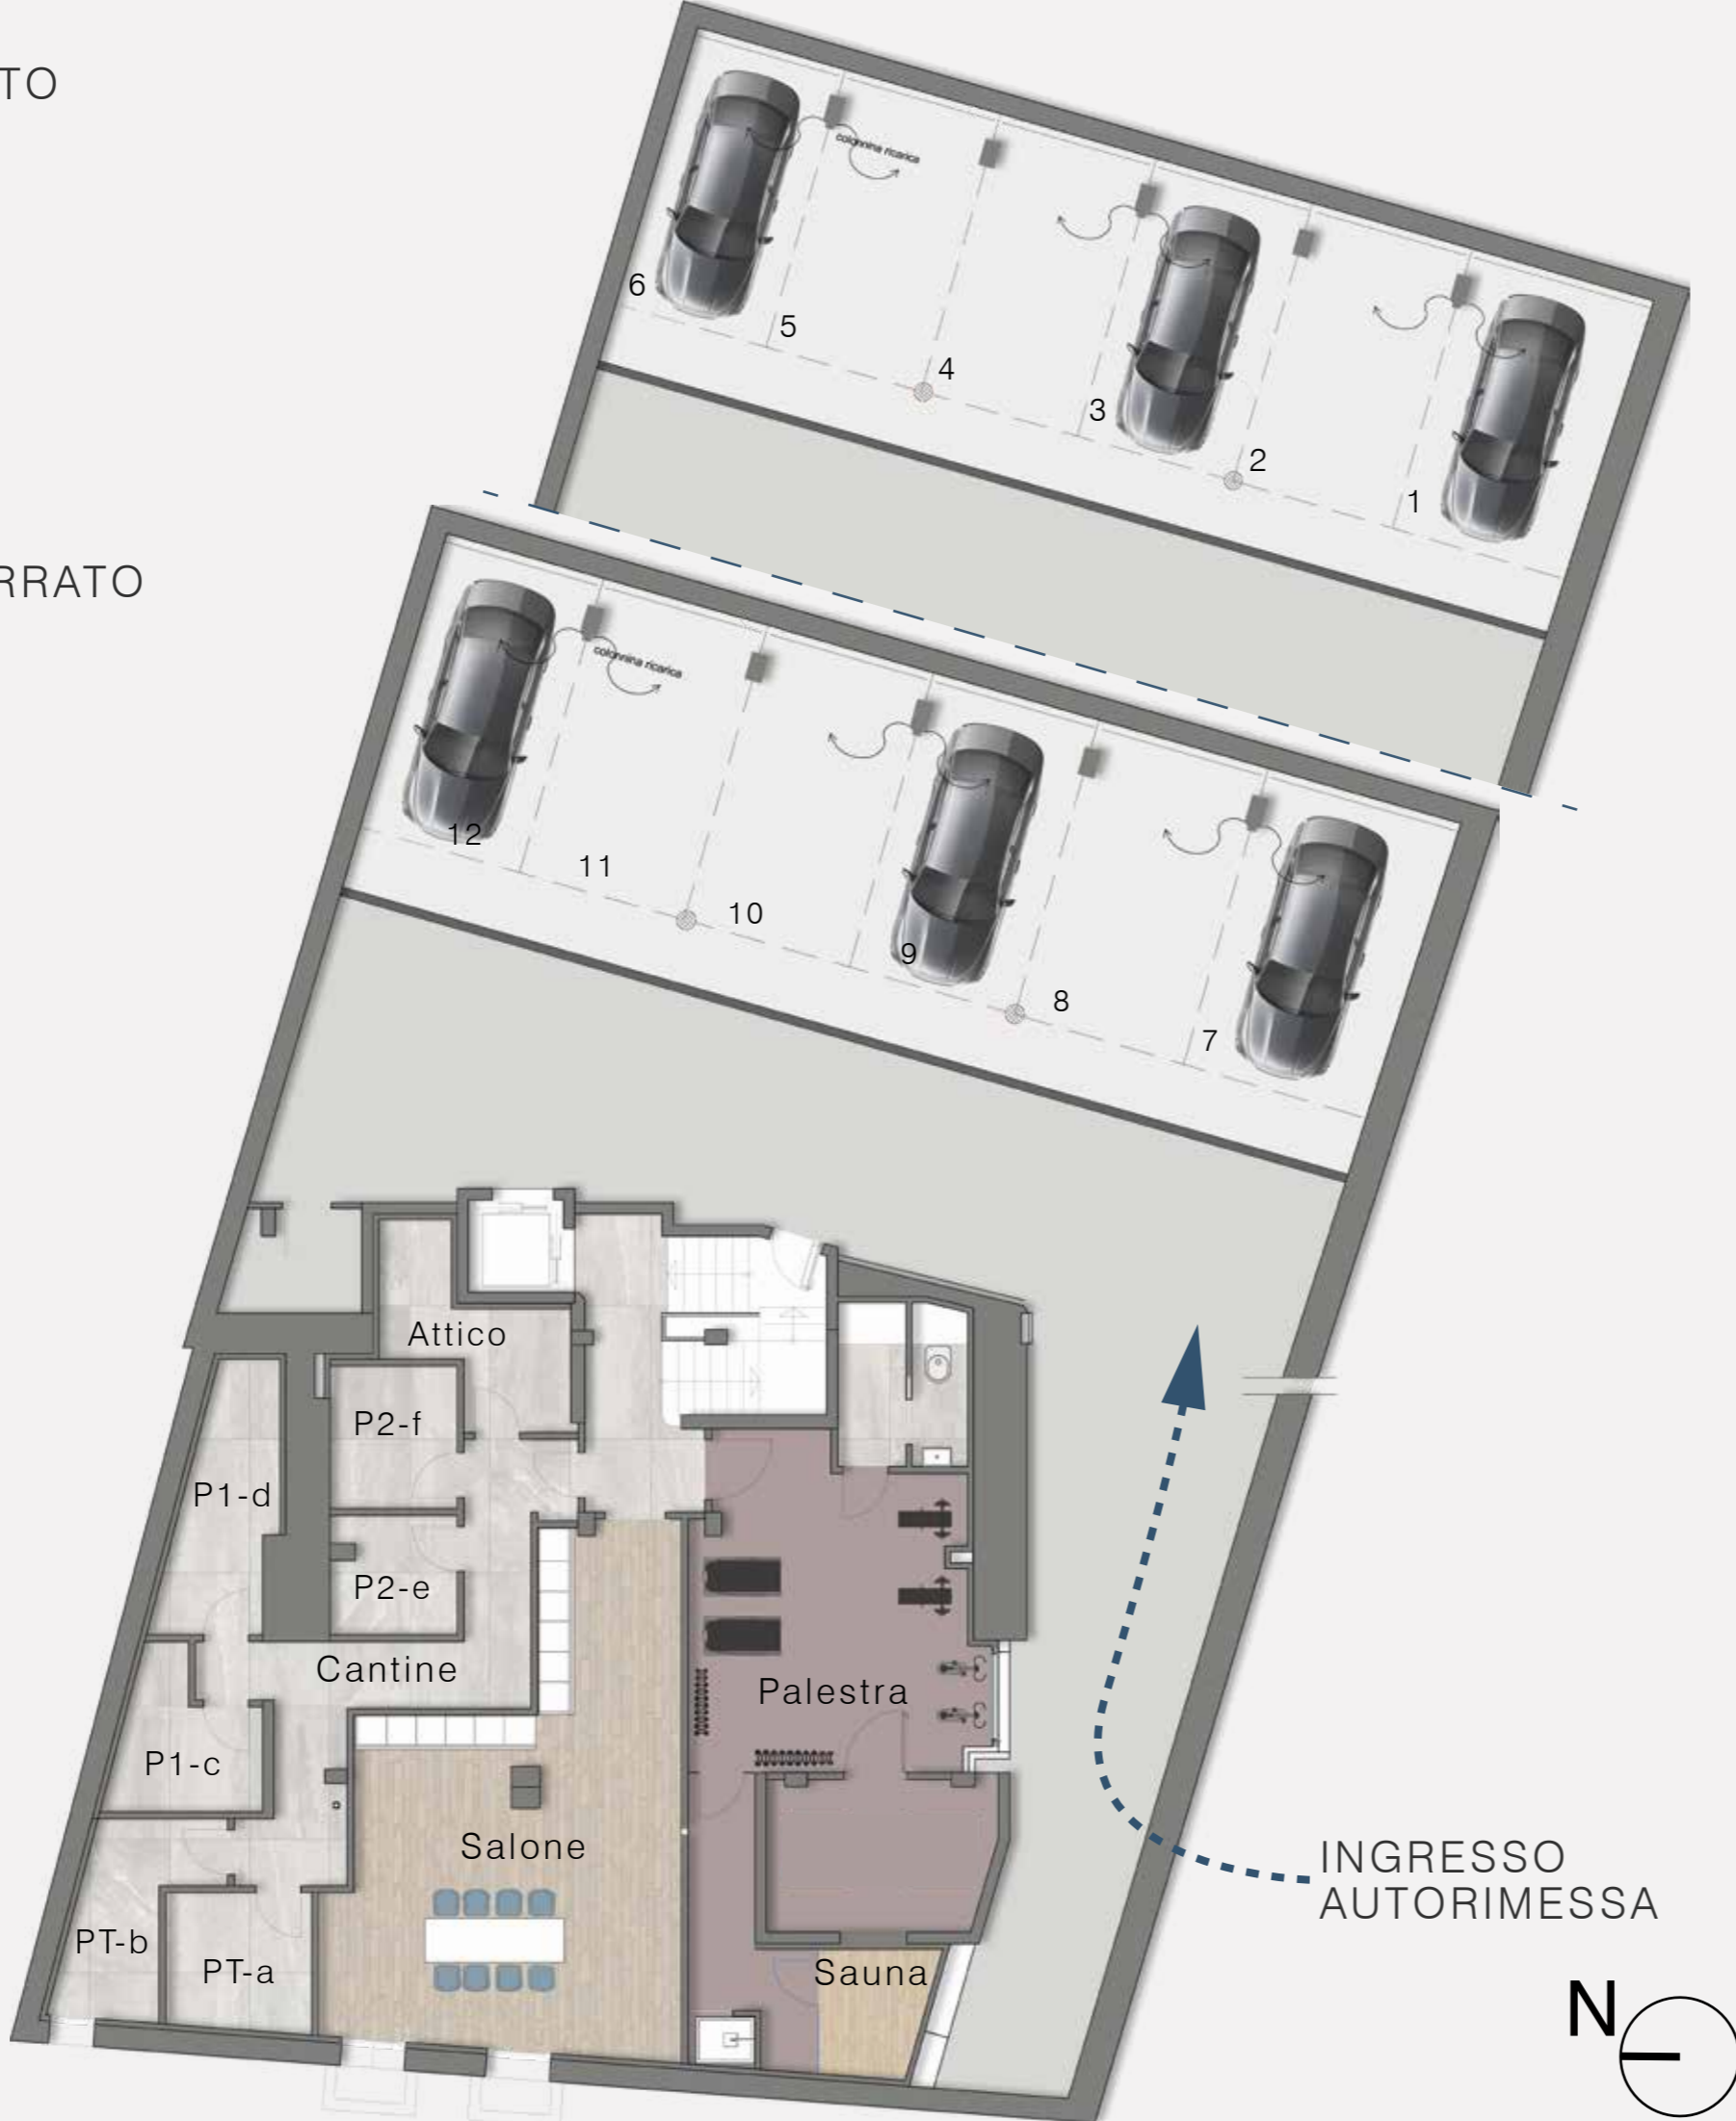 TO
colonnina ricarica
6
5
4
3
2
1
RRATO
colonnina ricarica
12
11
10
9
8
7
Attico
P2-f
P1-d
P2-e
Cantine
Palestra
P1-c
Salone
INGRESSO
AUTORIMESSA
PT-b
PT-a
Sauna
N